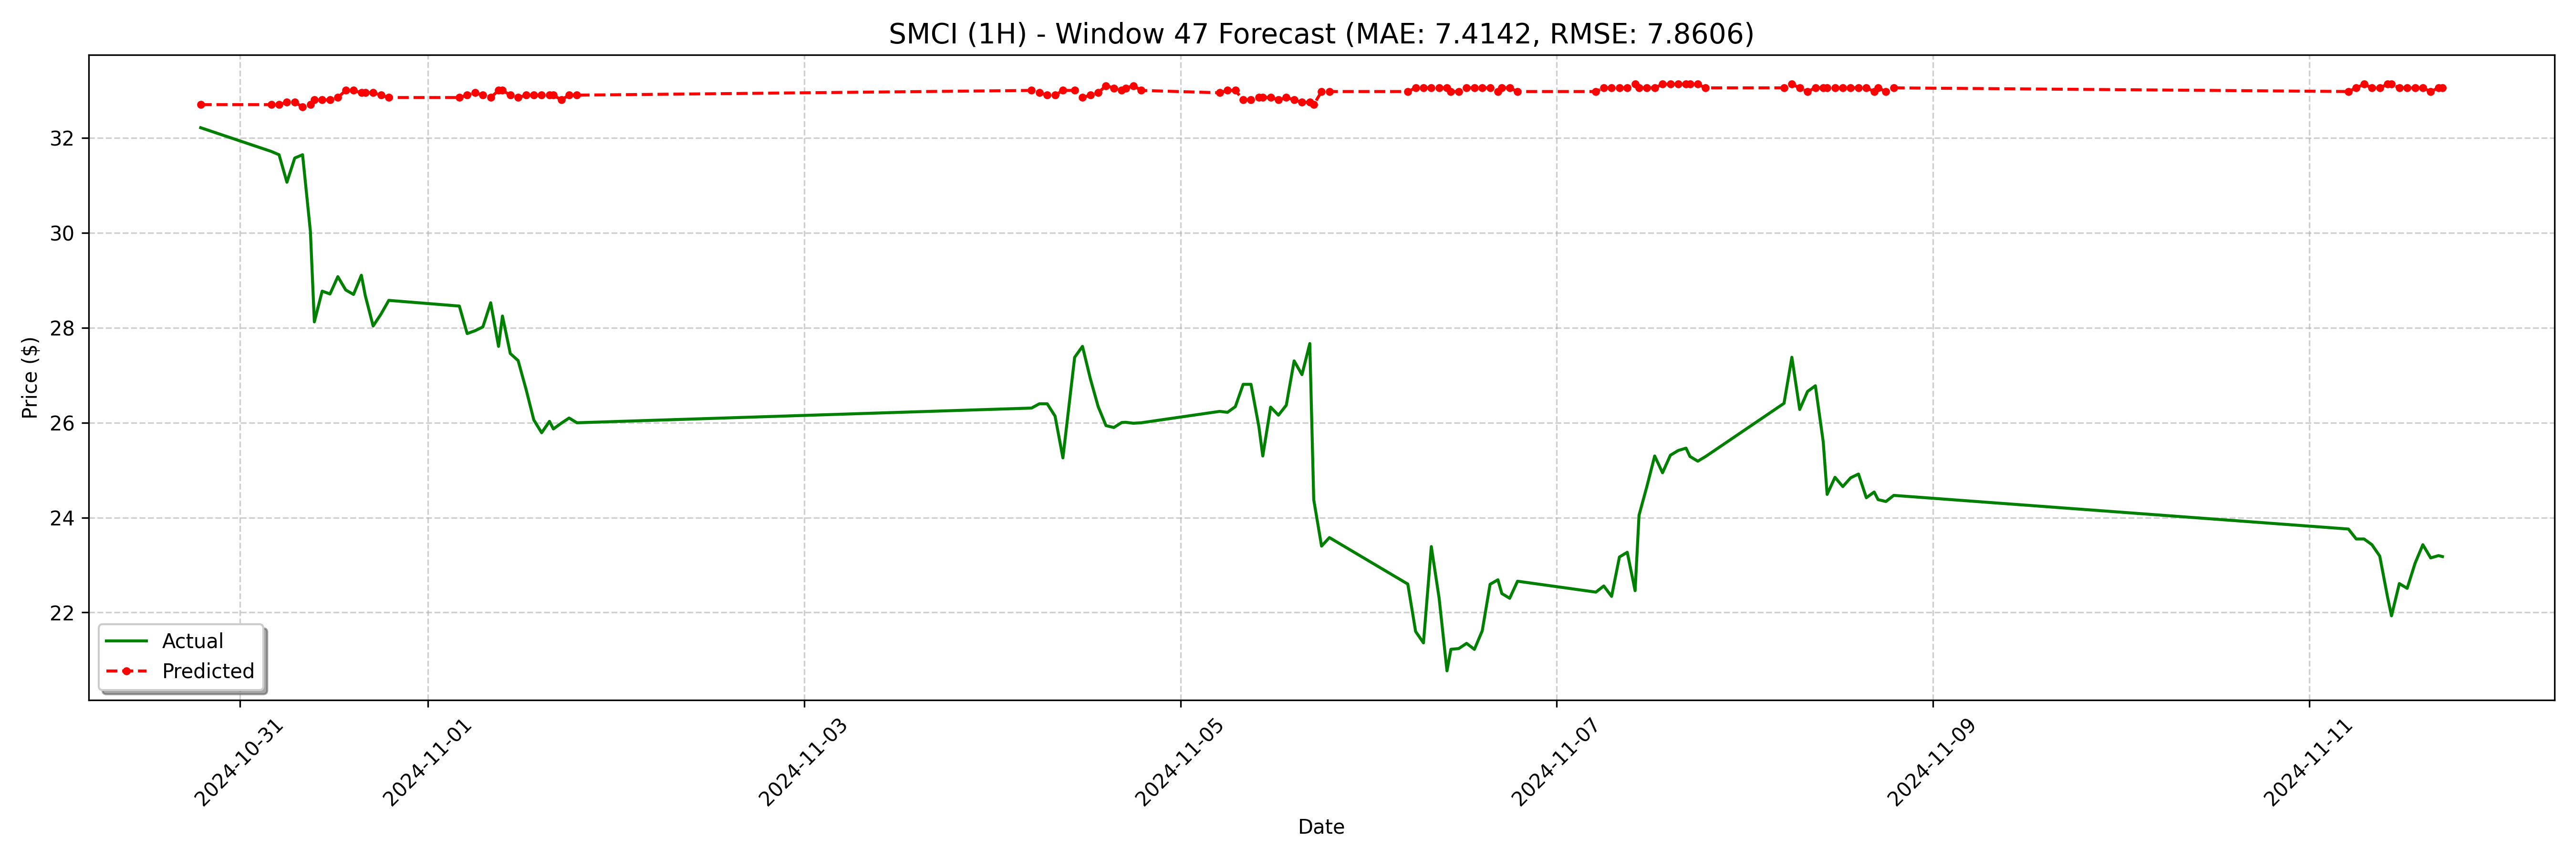 SMCI (1H) - Window 47 Forecast (MAE: 7.4142, RMSE: 7.8606)
Price ($)
32
30
28
26
24
22
Actual
Predicted
2024-10-31
2024-11-01
2024-11-03
2024-11-05
2024-11-07
2024-11-09
2024-11-11
Date